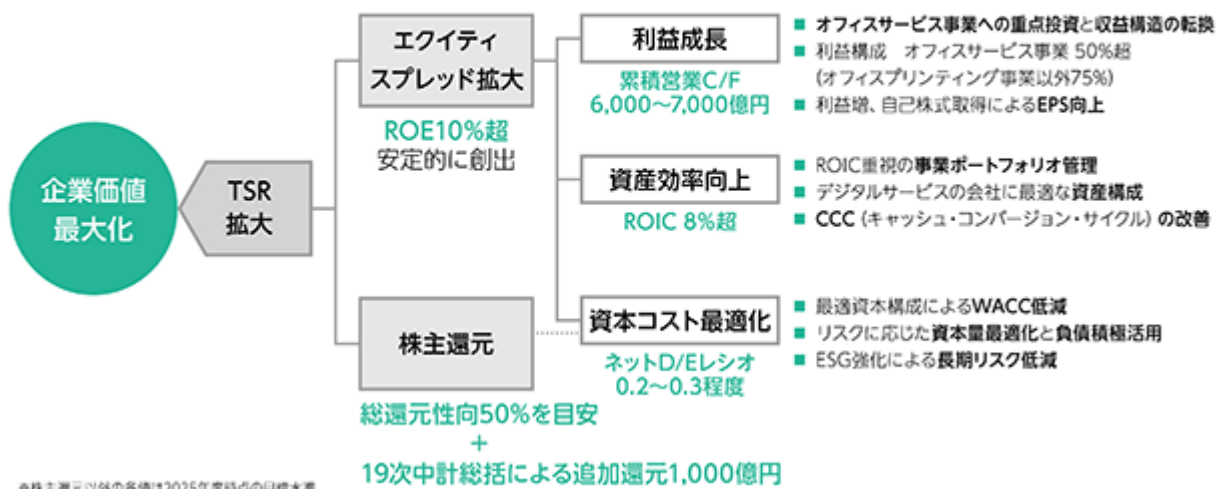 企業価値
最大化
TSR
拡大
エクイティ
スプレッド拡大
ROE10%超
安定的に創出
株主還元
総還元性向50%を目安
+
19次中計総括による追加還元1,000億円
利益成長
累積営業C/F
6,000～7,000億円
■ オフィスサービス事業への重点投資と収益構造の転換
■ 利益構成 オフィスサービス事業 50%超
(オフィスプリンティング事業以外75%)
■ 利益増、自己株式取得によるEPS向上
資産効率向上
ROIC 8%超
■ ROIC重視の事業ポートフォリオ管理
■ デジタルサービスの会社に最適な資産構成
■ CCC (キャッシュ・コンバージョン・サイクル) の改善
資本コスト最適化
ネットD/Eレシオ
0.2～0.3程度
■ 最適資本構成によるWACC低減
■ リスクに応じた資本量最適化と負債積極活用
■ ESG強化による長期リスク低減